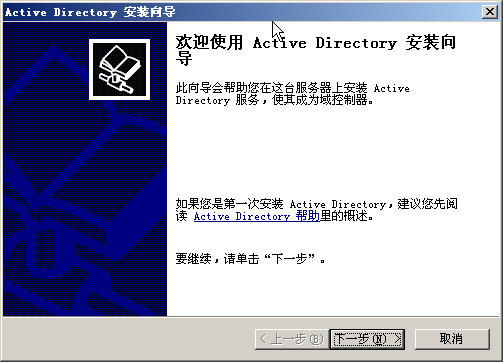 Active Directory 安装向导
欢迎使用 Active Directory 安装向
导
此向导会帮助您在这台服务器上安装 Active
Directory 服务，使其成为域控制器。
如果您是第一次安装 Active Directory，建议您先阅
读 Active Directory 帮助里的概述。
要继续，请单击“下一步”。
< 上一步(B)  下一步(N) >  取消